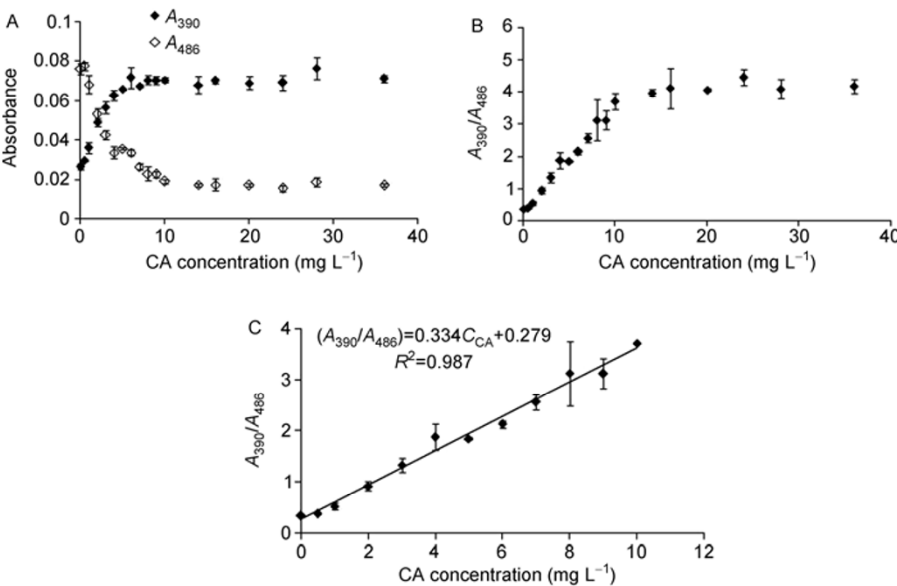 A
0.1
0.08
0.06
0.04
0.02
0
Absorbance
A390
A486
0 10 20 30 40
CA concentration (mg L−1)
B
6
5
4
3
2
1
0
A390/A486
0 10 20 30 40
CA concentration (mg L−1)
C
4
3
2
1
0
A390/A486
(A390/A486)=0.334CCA+0.279
R2=0.987
0 2 4 6 8 10 12
CA concentration (mg L−1)